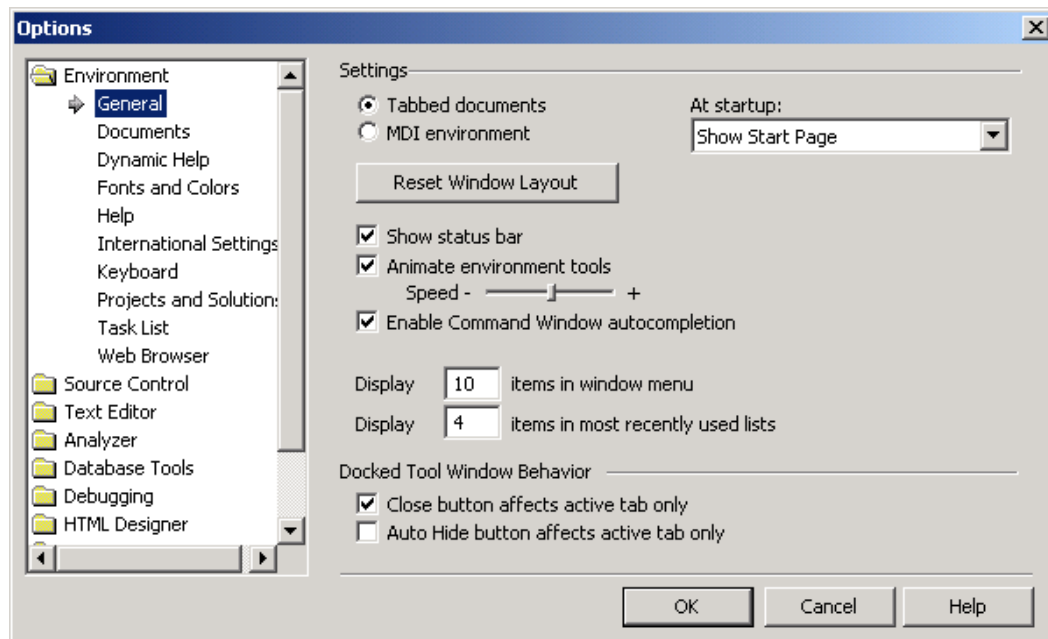 Options
Environment
General
Documents
Dynamic Help
Fonts and Colors
Help
International Settings
Keyboard
Projects and Solution
Task List
Web Browser
Source Control
Text Editor
Analyzer
Database Tools
Debugging
HTML Designer
Settings
Tabbed documents
MDI environment
At startup:
Show Start Page
Reset Window Layout
Show status bar
Animate environment tools
Speed - +
Enable Command Window autocompletion
Display 10 items in window menu
Display 4 items in most recently used lists
Docked Tool Window Behavior
Close button affects active tab only
Auto Hide button affects active tab only
OK Cancel Help